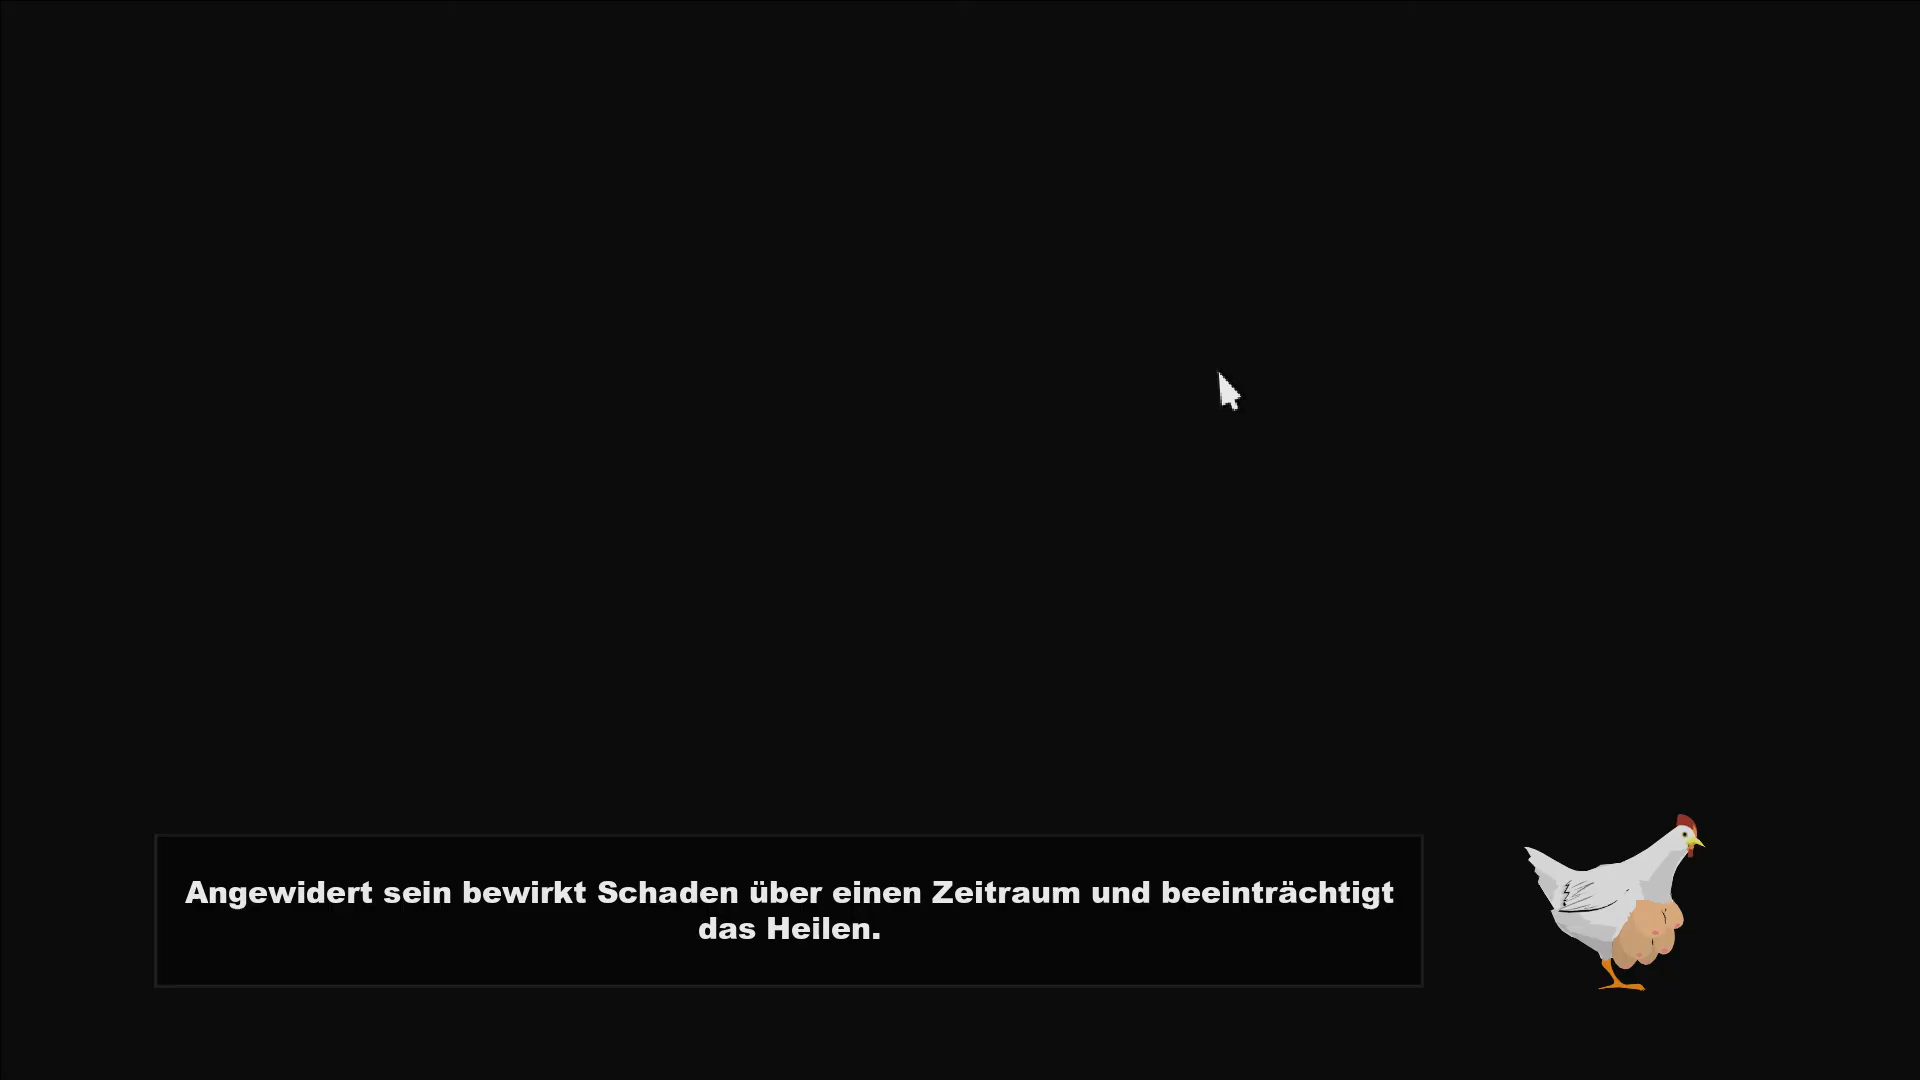 Angewidert sein bewirkt Schaden über einen Zeitraum und beeinträchtigt
das Heilen.